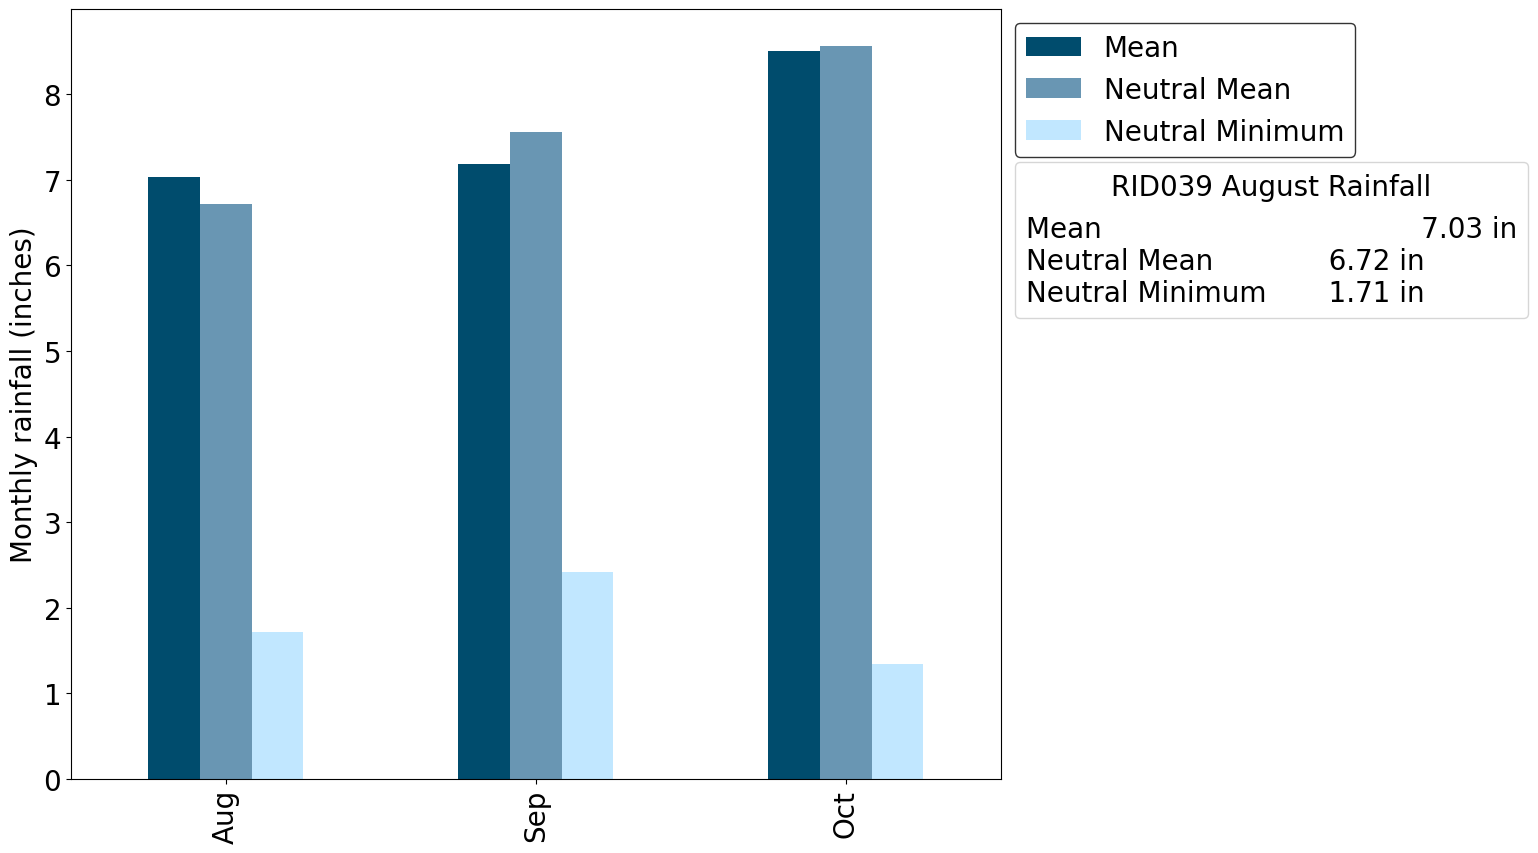 Monthly rainfall (inches)
8
7
6
5
4
3
2
1
0
Aug
Sep
Oct
Mean
Neutral Mean
Neutral Minimum
RID039 August Rainfall
Mean 7.03 in
Neutral Mean 6.72 in
Neutral Minimum 1.71 in